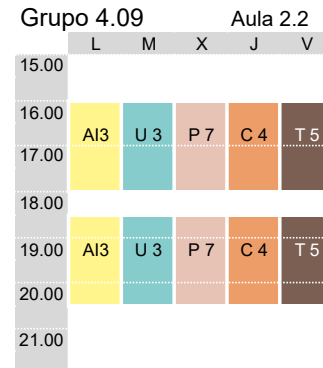 Grupo 4.09 Aula 2.2
L M X J V
15.00
16.00
AI3 U 3 P 7 C 4 T 5
17.00
18.00
19.00 AI3 U 3 P 7 C 4 T 5
20.00
21.00